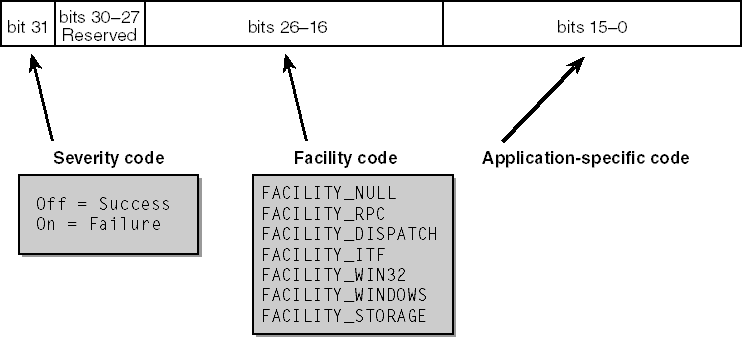 bit 31
bits 30–27
Reserved
bits 26–16
bits 15–0
Severity code
Facility code
Application-specific code
Off = Success
On = Failure
FACILITY_NULL
FACILITY_RPC
FACILITY_DISPATCH
FACILITY_ITF
FACILITY_WIN32
FACILITY_WINDOWS
FACILITY_STORAGE